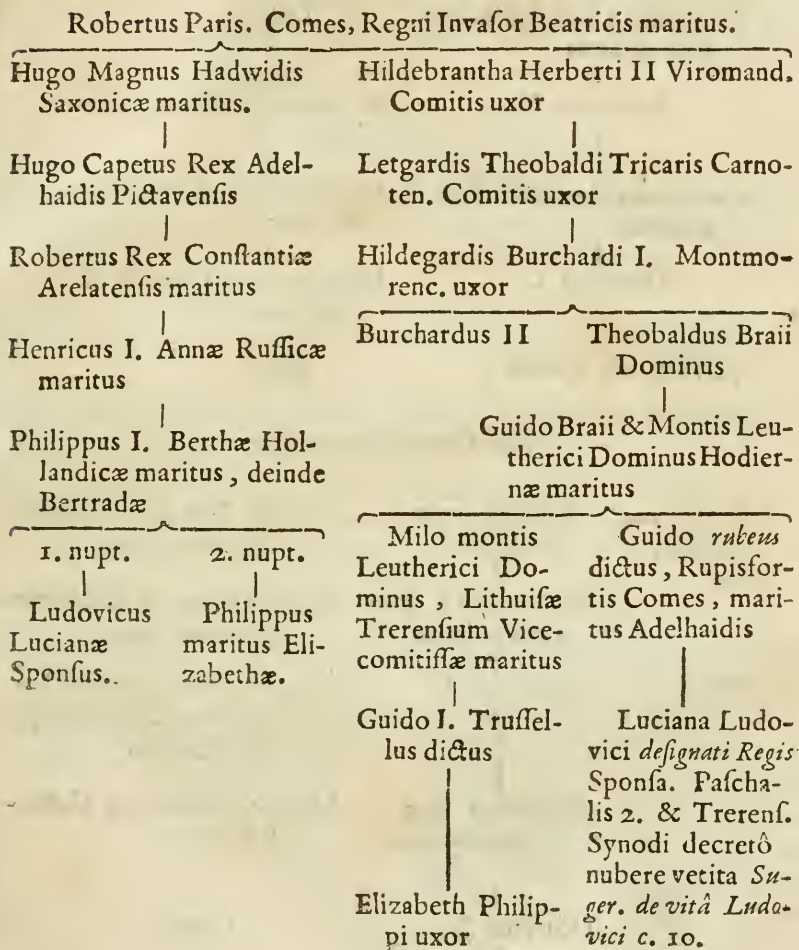 Robertus Paris. Comes, Regni Invaſor Beatricis maritus.
Hugo Magnus Hadwidis
Saxonicæ maritus.
Hugo Capetus Rex Adel-
haidis Pictavenſis
Robertus Rex Conſtantiæ
Arelatenſis maritus
Henricus I. Annæ Ruſſicæ
maritus
Philippus I. Berthæ Hol-
landicæ maritus, deinde
Bertradæ
1. nupt.
Ludovicus
Lucianæ
Sponſus..
2. nupt.
Philippus
maritus Eli-
zabethæ.
Hildebrantha Herberti II Viromand.
Comitis uxor
Letgardis Theobaldi Tricaris Carno-
ten. Comitis uxor
Hildegardis Burchardi I. Montmo-
renc. uxor
Burchardus II
Theobaldus Braii
Dominus
Guido Braii & Montis Leu-
therici Dominus Hodier-
næ maritus
Milo montis
Leutherici Do-
minus, Lithuiſæ
Trerenſium Vice-
comitiſſæ maritus
Guido I. Truſſel-
lus dictus
Elizabeth Philip-
pi uxor
Guido rubeus
dictus, Rupisfor-
tis Comes, mari-
tus Adelhaidis
Luciana Ludo-
vici deſignati Regis
Sponſa. Paſcha-
lis 2. & Trerenſ.
Synodi decretô
nubere vetita Su-
ger. de vitâ Ludo-
vici c. 10.